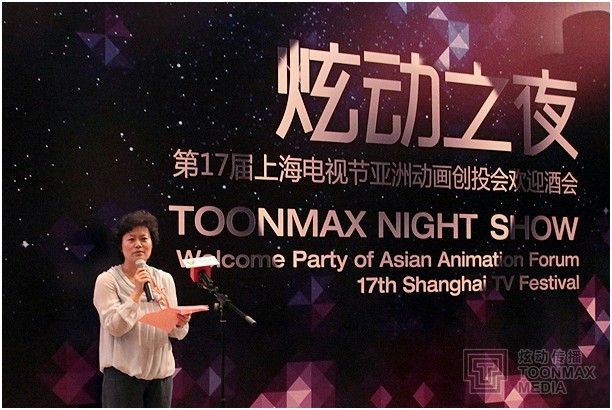 炫动之夜
第17届上海电视节亚洲动画创投会欢迎酒会
TOONMAX NIGHT SHOW
Welcome Party of Asian Animation Forum
17th Shanghai TV Festival
炫动传播
TOONMAX
MEDIA